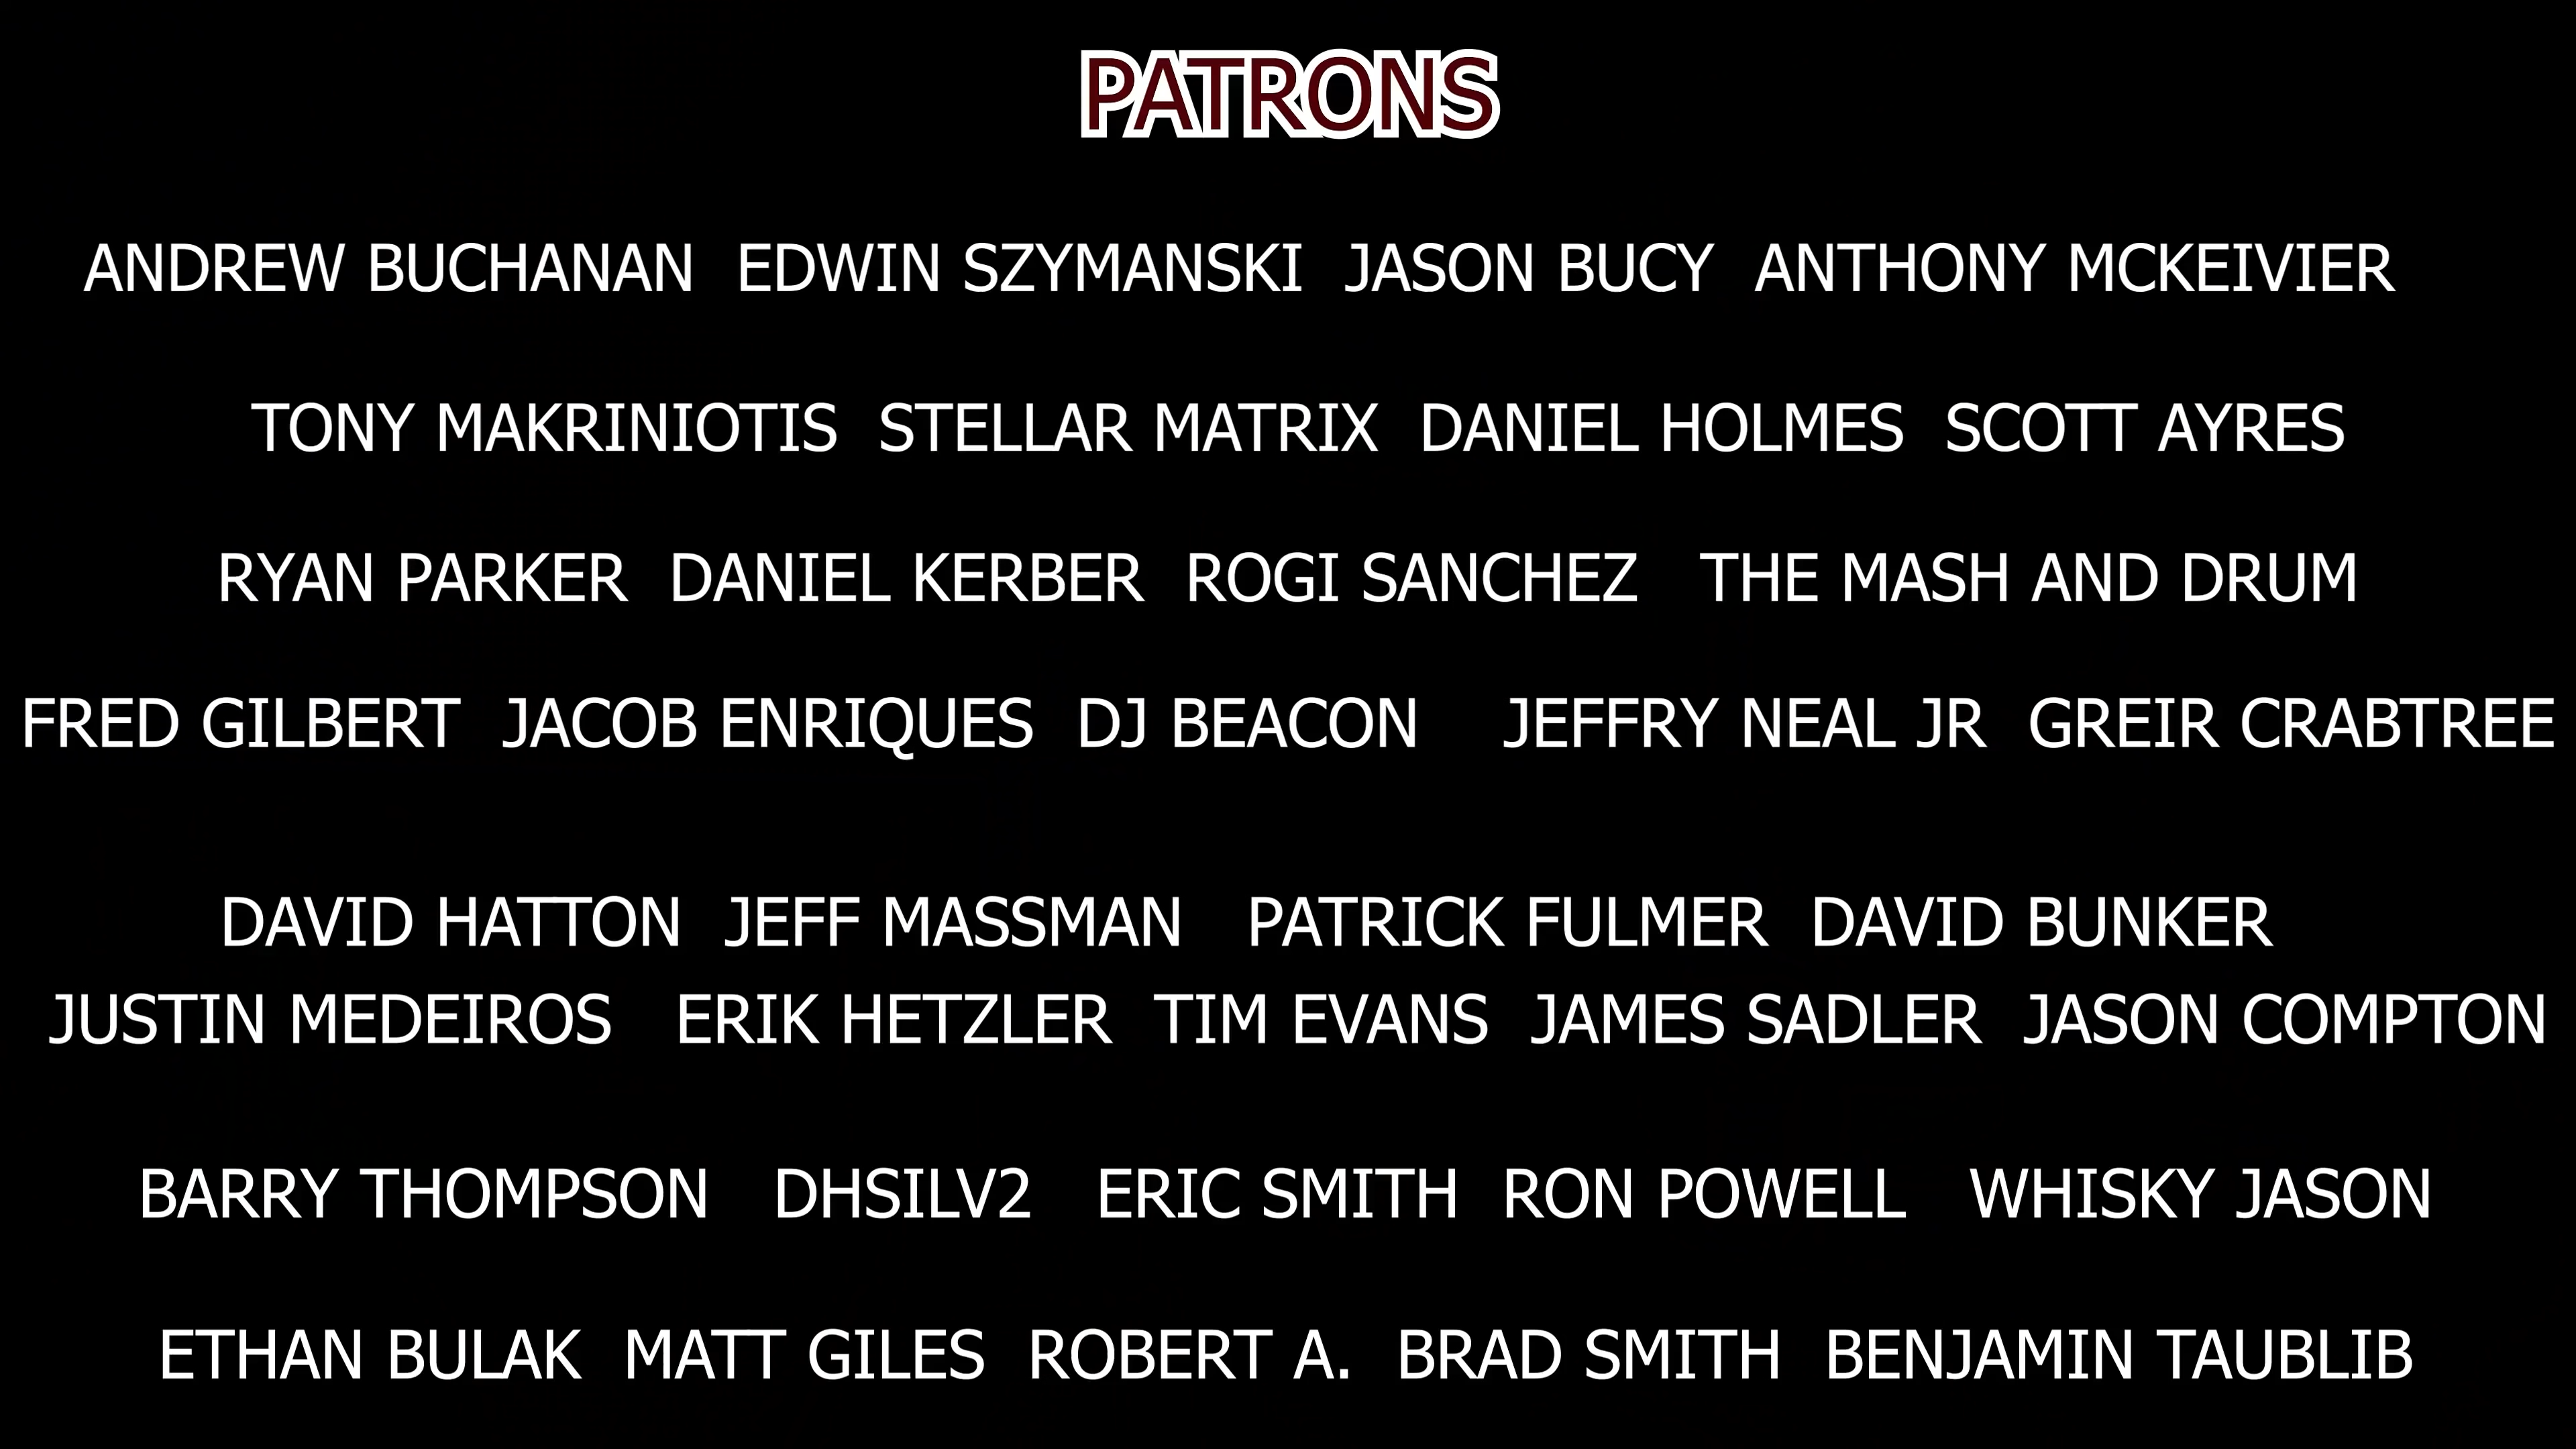 PATRONS
ANDREW BUCHANAN EDWIN SZYMANSKI JASON BUCY ANTHONY MCKEIVIER
TONY MAKRINIOTIS STELLAR MATRIX DANIEL HOLMES SCOTT AYRES
RYAN PARKER DANIEL KERBER ROGI SANCHEZ THE MASH AND DRUM
FRED GILBERT JACOB ENRIQUES DJ BEACON JEFFRY NEAL JR GREIR CRABTREE
DAVID HATTON JEFF MASSMAN PATRICK FULMER DAVID BUNKER
JUSTIN MEDEIROS ERIK HETZLER TIM EVANS JAMES SADLER JASON COMPTON
BARRY THOMPSON DHSILV2 ERIC SMITH RON POWELL WHISKY JASON
ETHAN BULAK MATT GILES ROBERT A. BRAD SMITH BENJAMIN TAUBLIB